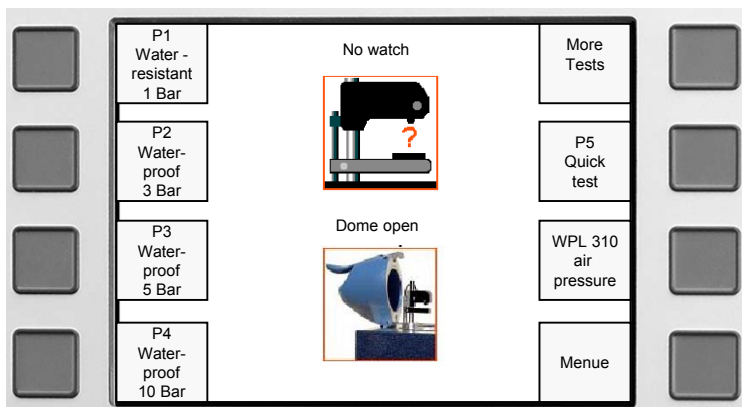 P1
Water -
resistant
1 Bar
P2
Water-
proof
3 Bar
P3
Water-
proof
5 Bar
P4
Water-
proof
10 Bar
No watch
?
Dome open
More
Tests
P5
Quick
test
WPL 310
air
pressure
Menue